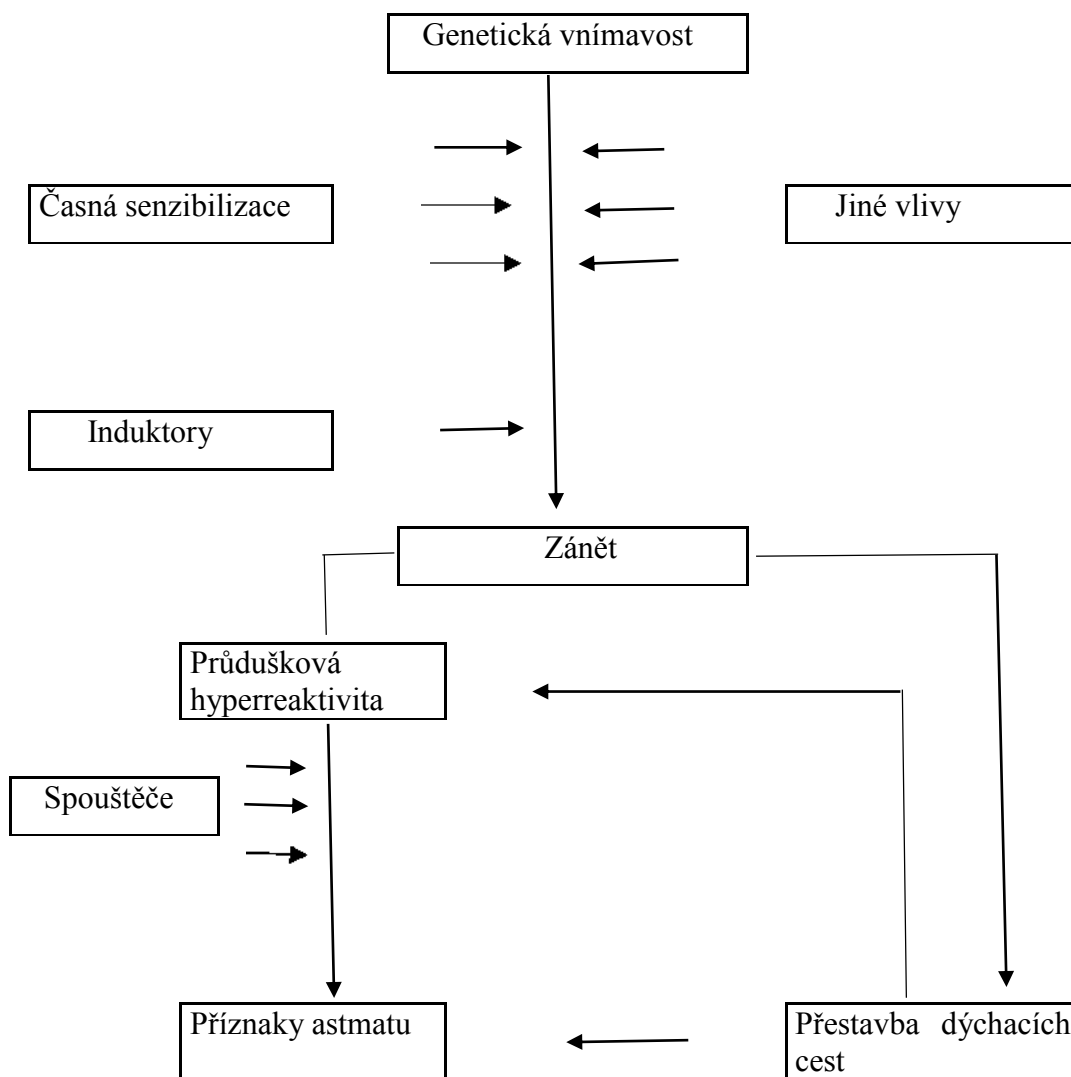 Genetická vnímavost
Časná senzibilizace
Jiné vlivy
Induktory
Zánět
Průdušková
hyperreaktivita
Spouštěče
Příznaky astmatu
Přestavba dýchacích
cest